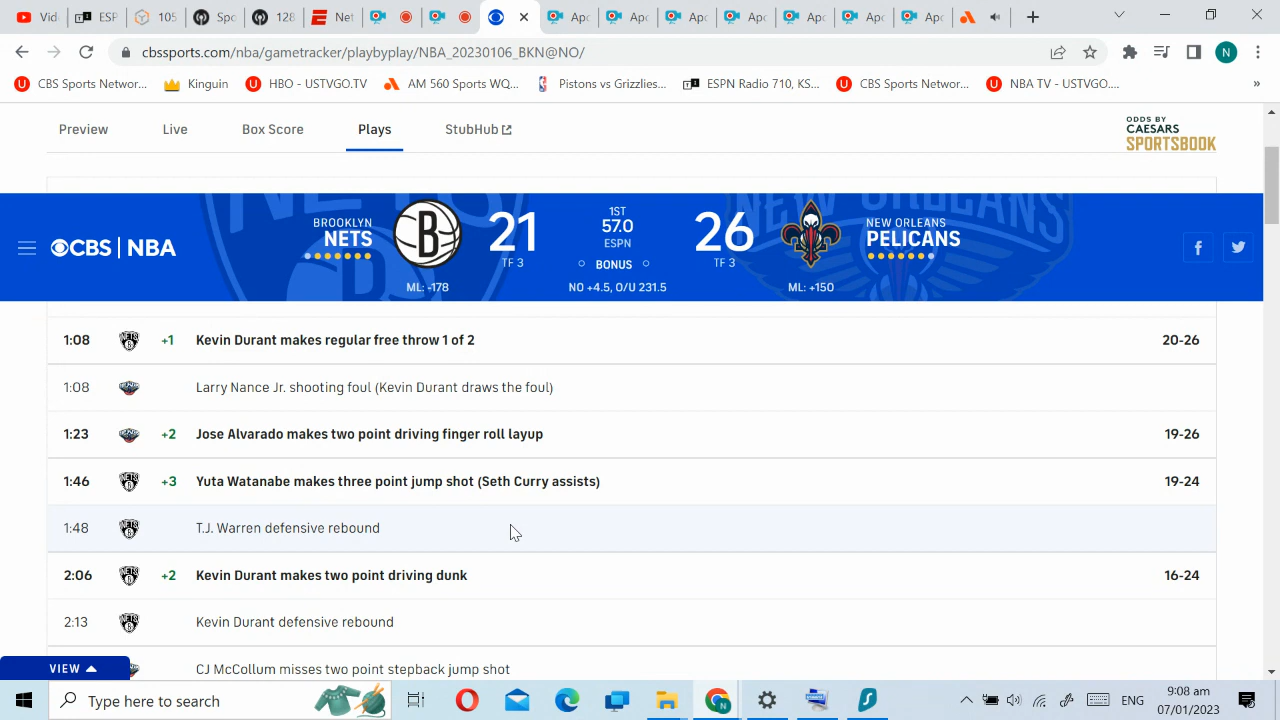 Vid
ESP
105
Spo
128
Net
Apo
Apo
Apo
Apo
Apo
Apo
Apo
cbssports.com/nba/gametracker/playbyplay/NBA_20230106_BKN@NO/
N
CBS Sports Networ...
Kinguin
HBO - USTVGO.TV
AM 560 Sports WQ...
Pistons vs Grizzlies...
ESPN Radio 710, KS...
CBS Sports Networ...
NBA TV - USTVGO....
»
Preview
Live
Box Score
Plays
StubHub
ODDS BY
CAESARS
SPORTSBOOK
CBS | NBA
BROOKLYN
NETS
B
21
TF 3
1ST
57.0
ESPN
BONUS
26
TF 3
NEW ORLEANS
PELICANS
ML: -178
NO +4.5, O/U 231.5
ML: +150
1:08 +1 Kevin Durant makes regular free throw 1 of 2 20-26
1:08 Larry Nance Jr. shooting foul (Kevin Durant draws the foul)
1:23 +2 Jose Alvarado makes two point driving finger roll layup 19-26
1:46 +3 Yuta Watanabe makes three point jump shot (Seth Curry assists) 19-24
1:48 T.J. Warren defensive rebound
2:06 +2 Kevin Durant makes two point driving dunk 16-24
2:13 Kevin Durant defensive rebound
CJ McCollum misses two point stepback jump shot
VIEW
Type here to search
ENG
9:08 am
07/01/2023